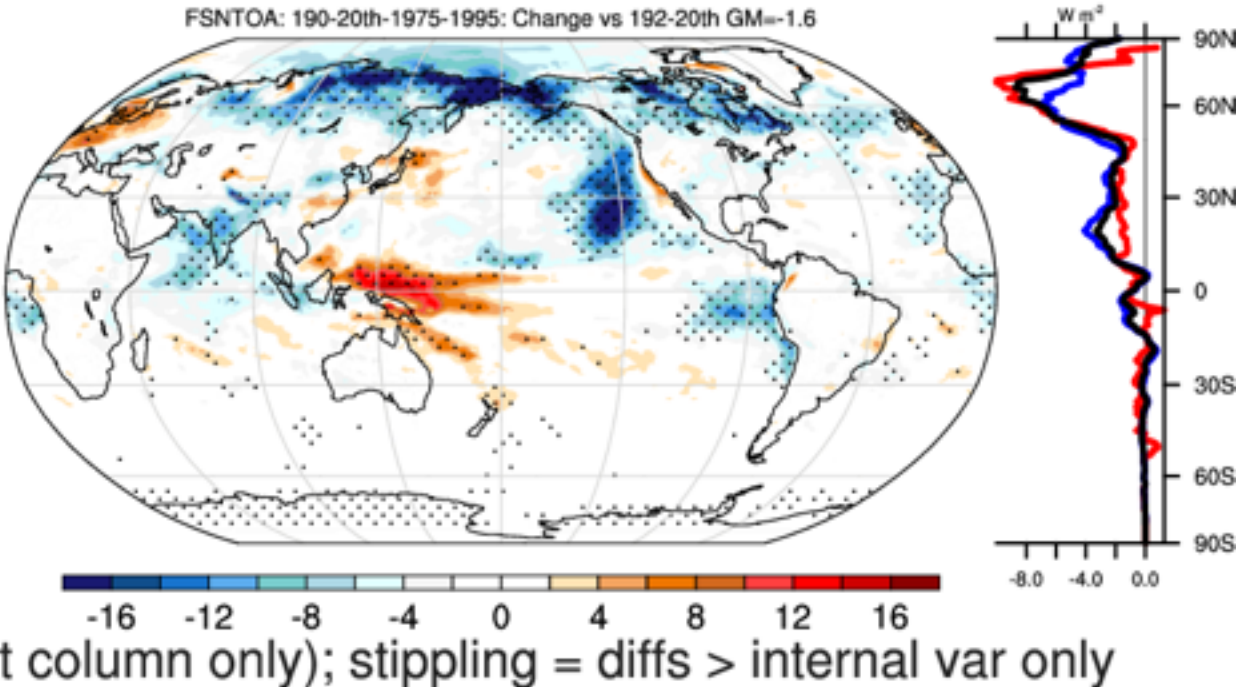 FSNTOA: 190-20th-1975-1995: Change vs 192-20th GM=-1.6
W m⁻²
90N
60N
30N
0
30S
60S
90S
-8.0 -4.0 0.0
-16 -12 -8 -4 0 4 8 12 16
t column only); stippling = diffs > internal var only